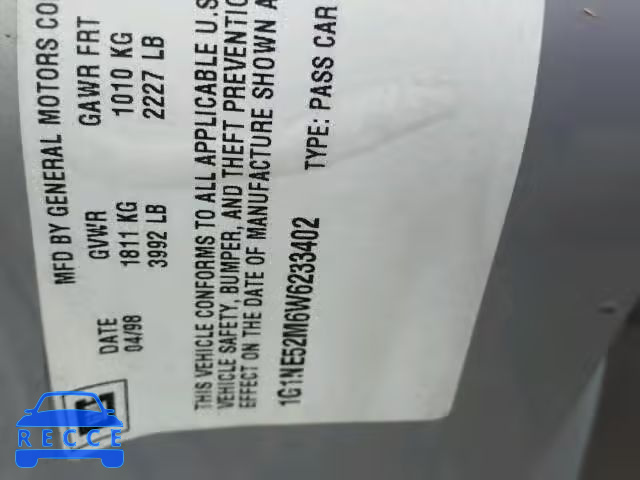 MFD BY GENERAL MOTORS CO
DATE GVWR GAWR FRT
04/98 1811 KG 1010 KG
3992 LB 2227 LB
THIS VEHICLE CONFORMS TO ALL APPLICABLE U.S
VEHICLE SAFETY, BUMPER, AND THEFT PREVENTIO
EFFECT ON THE DATE OF MANUFACTURE SHOWN A
1G1NE52M6W6233402 TYPE: PASS CAR
BIDFAX